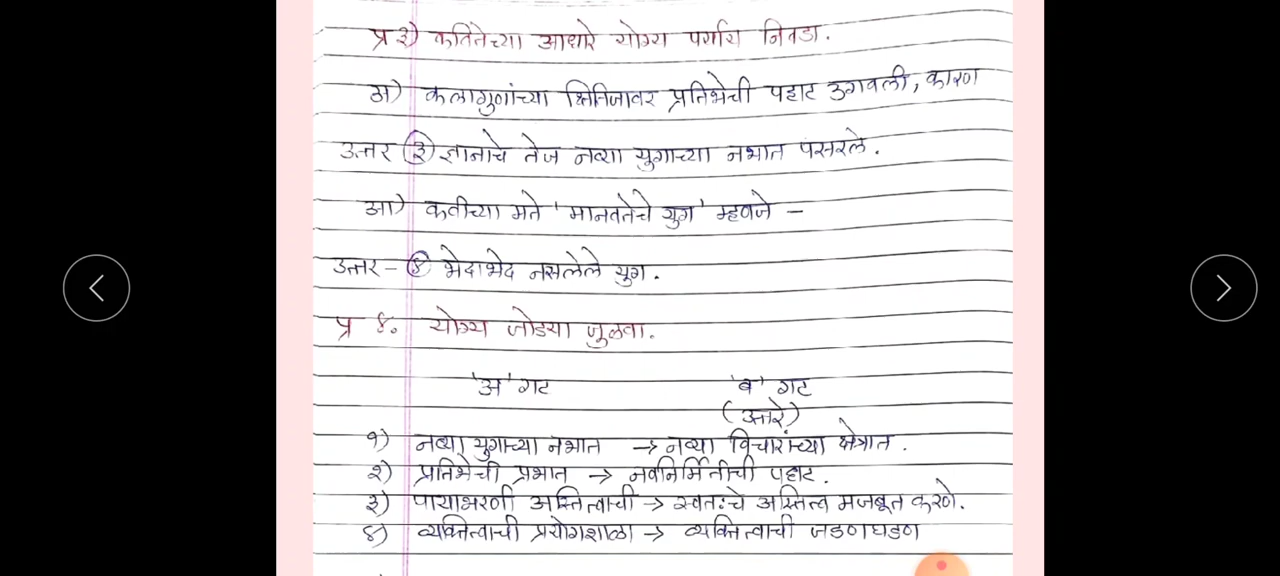 प्र ३) कवितेच्या आधारे योग्य पर्याय निवडा.
अ) कलागुणांच्या क्षितिजावर प्रतिभेची पहाट उगवली, कारण
उत्तर ③ ज्ञानाचे तेज नव्या युगाच्या नभात पसरले.
आ) कवीच्या मते 'मानवतेचे युग' म्हणजे –
उत्तर – ④ भेदाभेद नसलेले युग.
प्र ४. योग्य जोड्या जुळवा.
'अ' गट 'ब' गट
(उत्तरे)
१) नव्या युगाच्या नभात → नव्या विचारांच्या क्षेत्रात.
२) प्रतिभेची प्रभात → नवनिर्मितीची पहाट.
३) पायाभरणी अस्तित्वाची → स्वतःचे अस्तित्व मजबूत करणे.
४) व्यक्तित्वाची प्रयोगशाळा → व्यक्तित्वाची जडणघडण